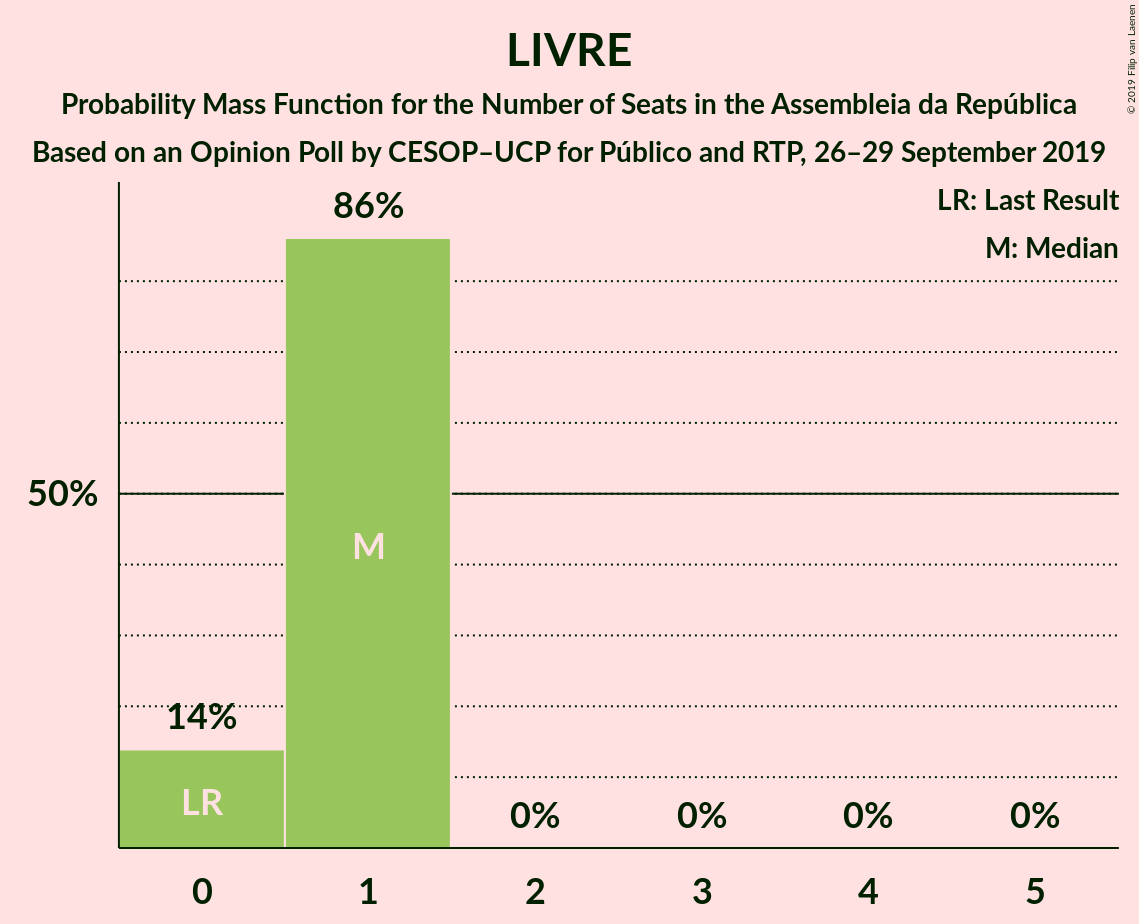 LIVRE
Probability Mass Function for the Number of Seats in the Assembleia da República
Based on an Opinion Poll by CESOP–UCP for Público and RTP, 26–29 September 2019
© 2019 Filip van Laenen
LR: Last Result
M: Median
86%
50%
M
14%
LR
0% 0% 0% 0%
0 1 2 3 4 5